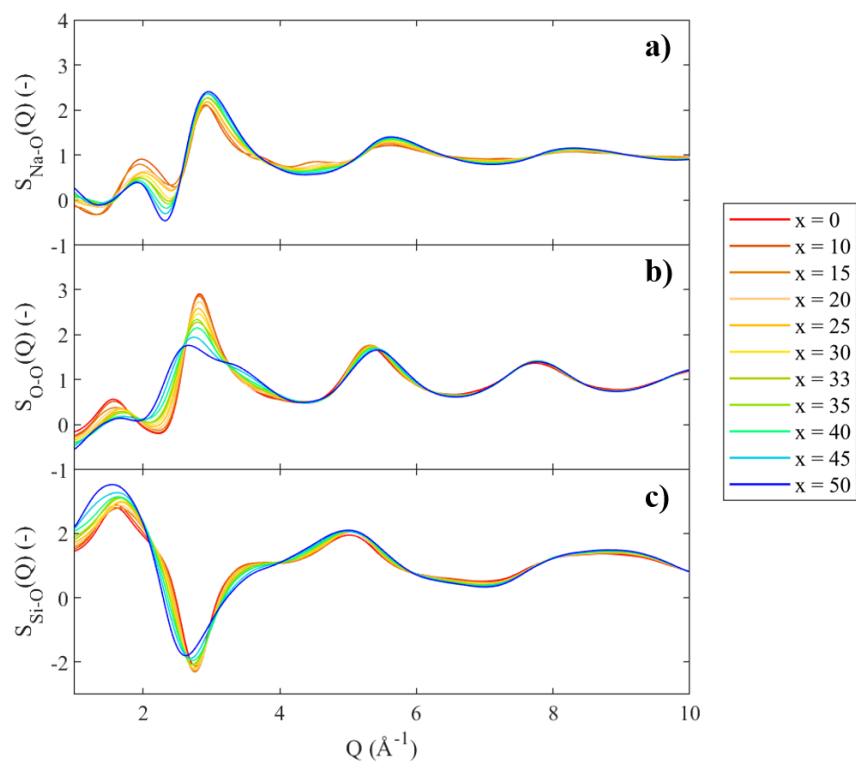 a)
S_Na-O(Q) (-)
4
3
2
1
0
-1
b)
S_O-O(Q) (-)
3
2
1
0
-1
c)
S_Si-O(Q) (-)
2
0
-2
2
4
6
8
10
Q (Å^-1)
x = 0
x = 10
x = 15
x = 20
x = 25
x = 30
x = 33
x = 35
x = 40
x = 45
x = 50